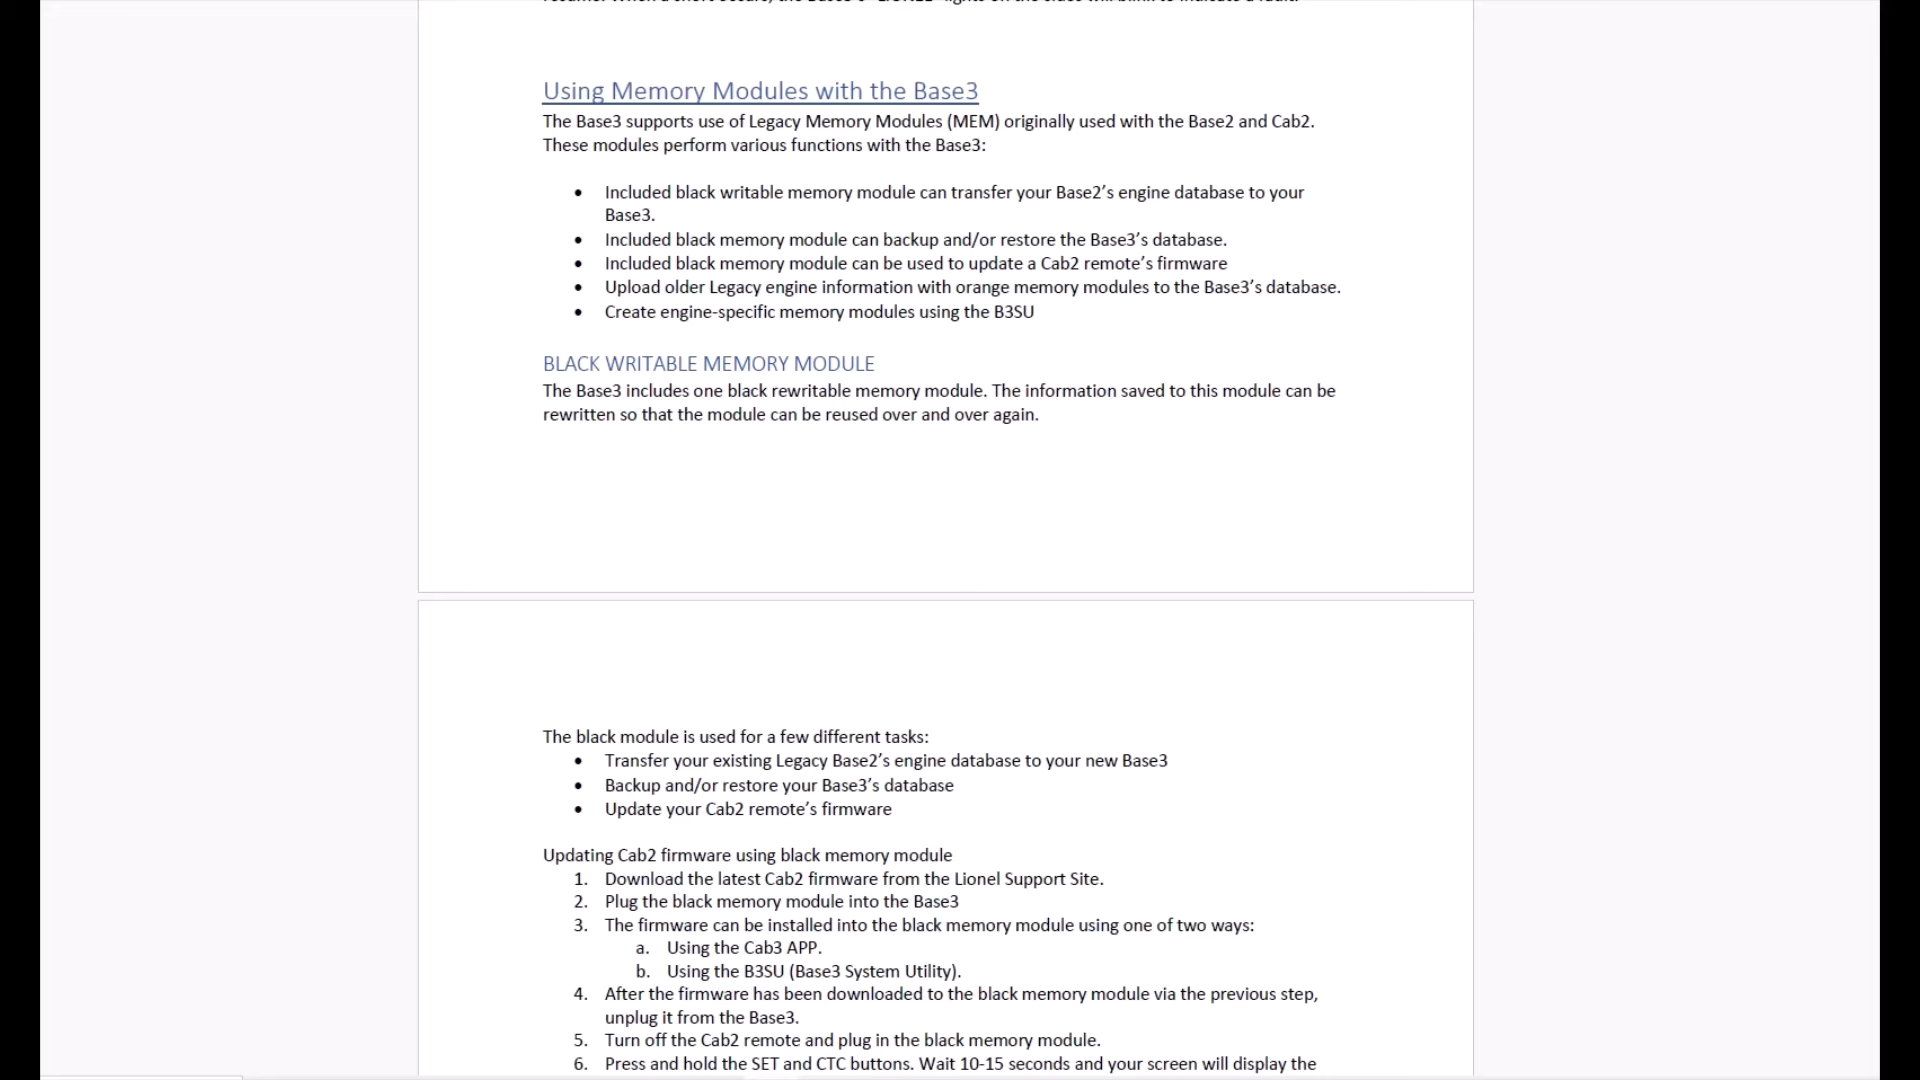 Using Memory Modules with the Base3
The Base3 supports use of Legacy Memory Modules (MEM) originally used with the Base2 and Cab2.
These modules perform various functions with the Base3:
• Included black writable memory module can transfer your Base2's engine database to your
Base3.
• Included black memory module can backup and/or restore the Base3's database.
• Included black memory module can be used to update a Cab2 remote's firmware
• Upload older Legacy engine information with orange memory modules to the Base3's database.
• Create engine-specific memory modules using the B3SU
BLACK WRITABLE MEMORY MODULE
The Base3 includes one black rewritable memory module. The information saved to this module can be
rewritten so that the module can be reused over and over again.
The black module is used for a few different tasks:
• Transfer your existing Legacy Base2's engine database to your new Base3
• Backup and/or restore your Base3's database
• Update your Cab2 remote's firmware
Updating Cab2 firmware using black memory module
1. Download the latest Cab2 firmware from the Lionel Support Site.
2. Plug the black memory module into the Base3
3. The firmware can be installed into the black memory module using one of two ways:
a. Using the Cab3 APP.
b. Using the B3SU (Base3 System Utility).
4. After the firmware has been downloaded to the black memory module via the previous step,
unplug it from the Base3.
5. Turn off the Cab2 remote and plug in the black memory module.
6. Press and hold the SET and CTC buttons. Wait 10-15 seconds and your screen will display the